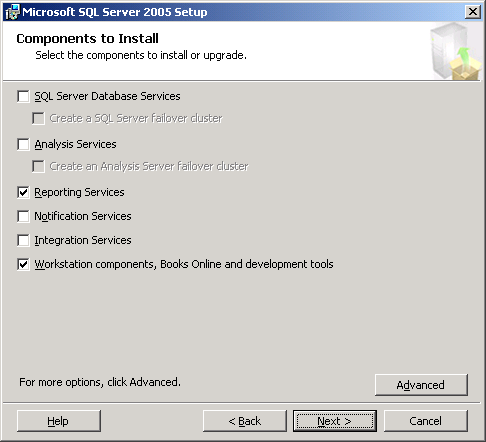 Microsoft SQL Server 2005 Setup
Components to Install
Select the components to install or upgrade.
SQL Server Database Services
Create a SQL Server failover cluster
Analysis Services
Create an Analysis Server failover cluster
Reporting Services
Notification Services
Integration Services
Workstation components, Books Online and development tools
For more options, click Advanced.
Advanced
Help
< Back
Next >
Cancel